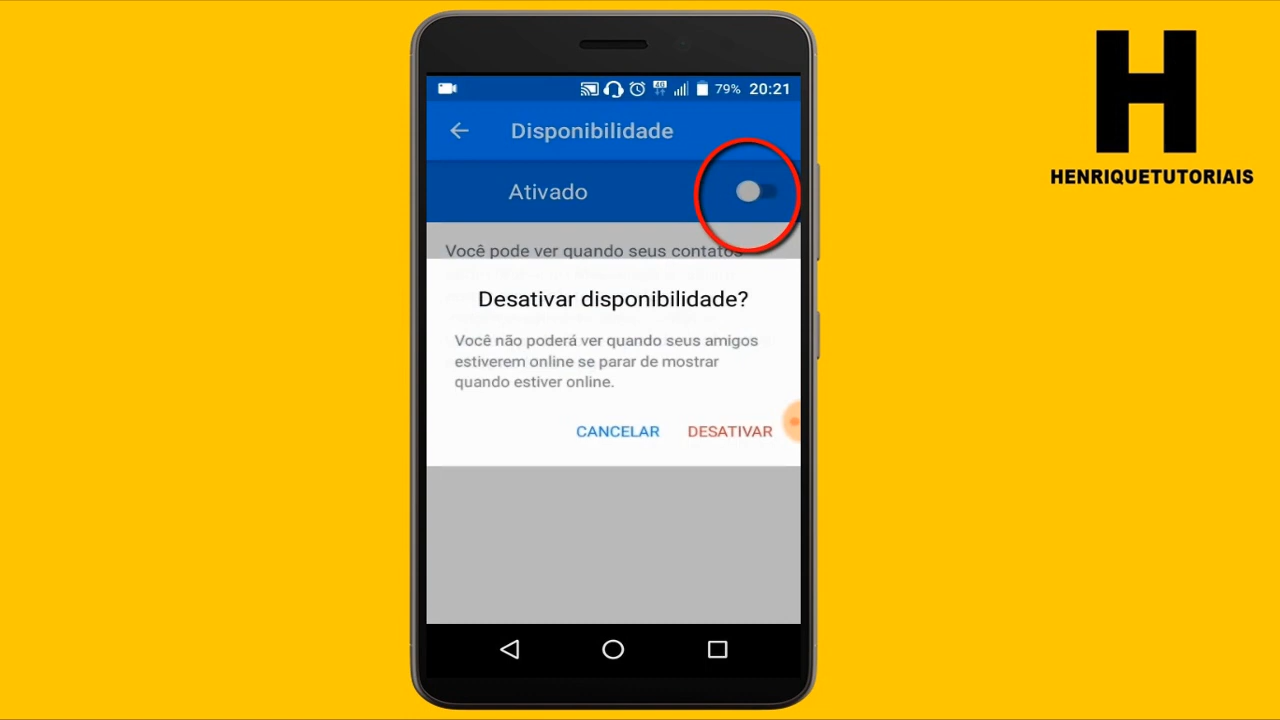 H
HENRIQUETUTORIAIS
4G 79% 20:21
Disponibilidade
Ativado
Você pode ver quando seus contatos
Desativar disponibilidade?
Você não poderá ver quando seus amigos
estiverem online se parar de mostrar
quando estiver online.
CANCELAR DESATIVAR